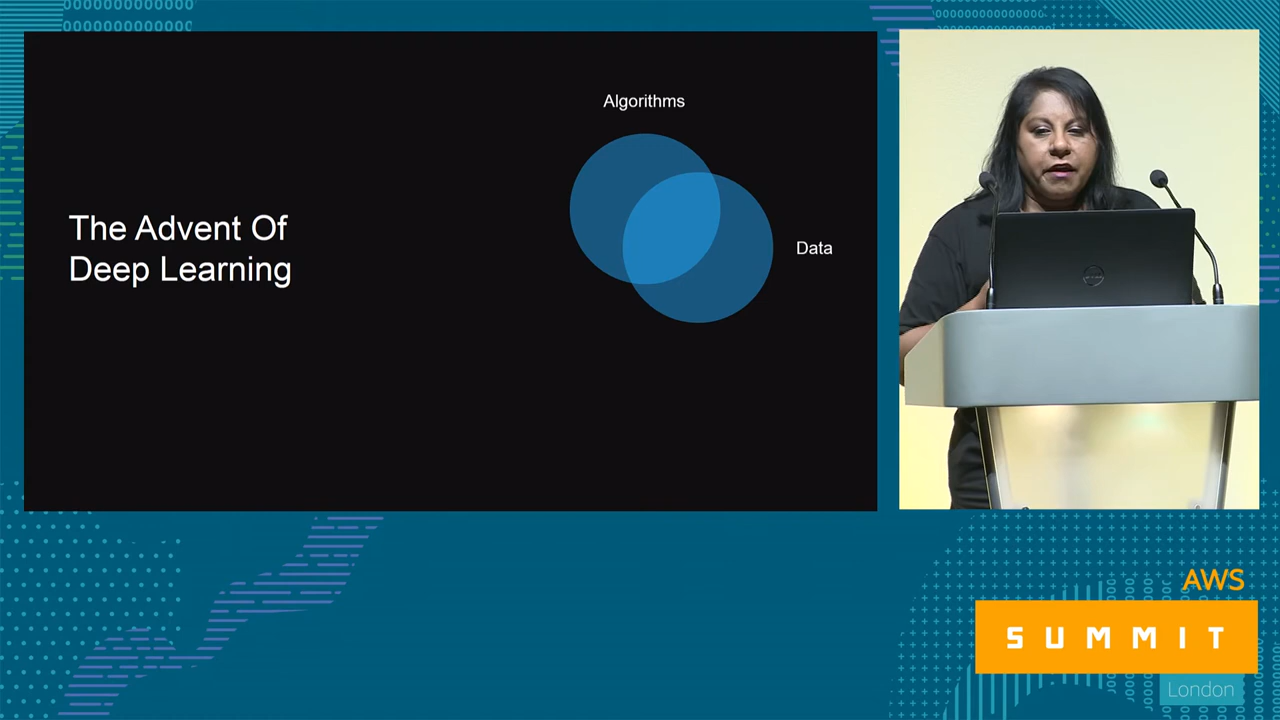 Algorithms
The Advent Of
Deep Learning
Data
AWS
SUMMIT
London